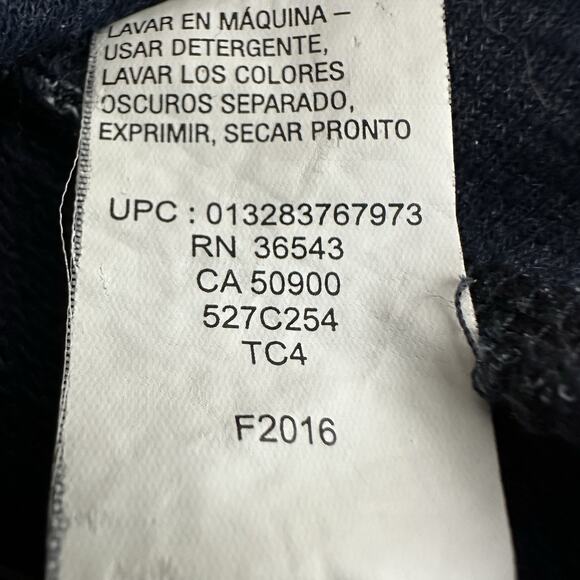 LAVAR EN MÁQUINA –
USAR DETERGENTE,
LAVAR LOS COLORES
OSCUROS SEPARADO,
EXPRIMIR, SECAR PRONTO
UPC : 013283767973
RN 36543
CA 50900
527C254
TC4
F2016